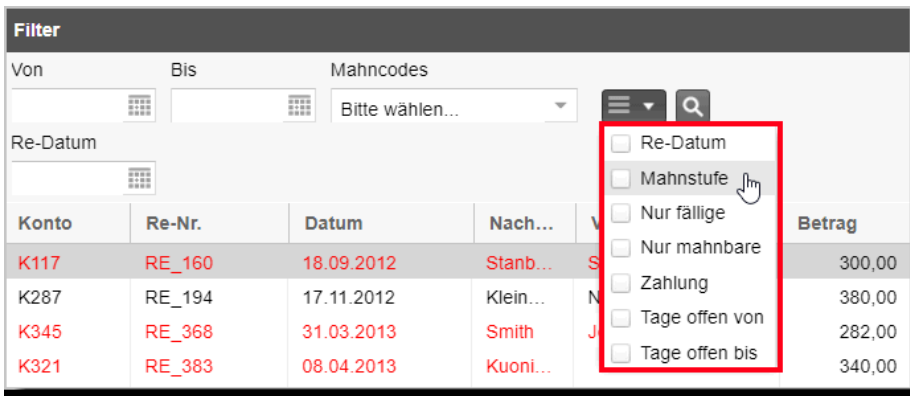 Filter
Von Bis Mahncodes
Bitte wählen...
Re-Datum
Re-Datum
Mahnstufe
Nur fällige
Nur mahnbare
Zahlung
Tage offen von
Tage offen bis
Konto Re-Nr. Datum Nach... V Betrag
K117 RE_160 18.09.2012 Stanb... S 300,00
K287 RE_194 17.11.2012 Klein... N 380,00
K345 RE_368 31.03.2013 Smith J 282,00
K321 RE_383 08.04.2013 Kuoni... 340,00